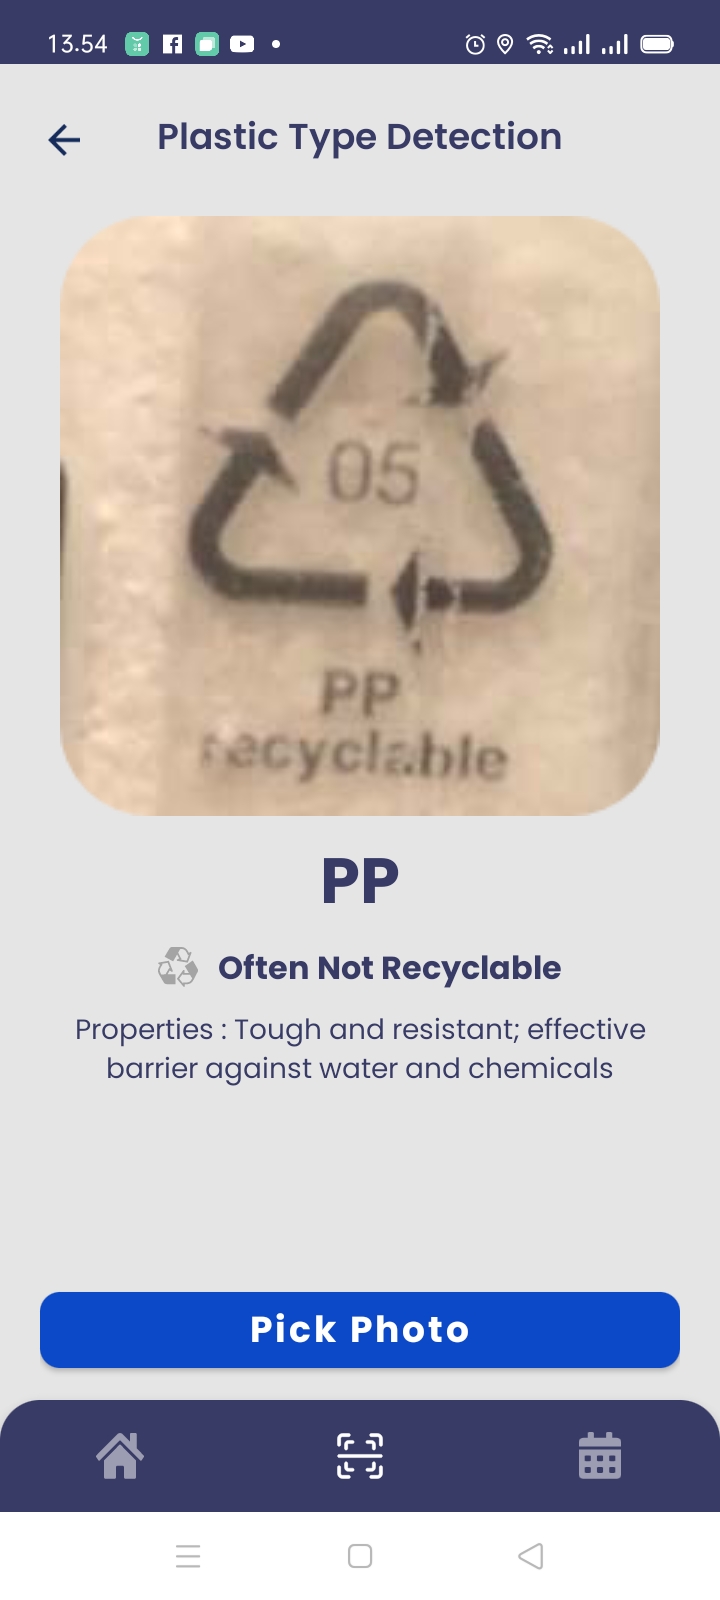 13.54
Plastic Type Detection
05
PP
recyclable
PP
Often Not Recyclable
Properties : Tough and resistant; effective
barrier against water and chemicals
Pick Photo